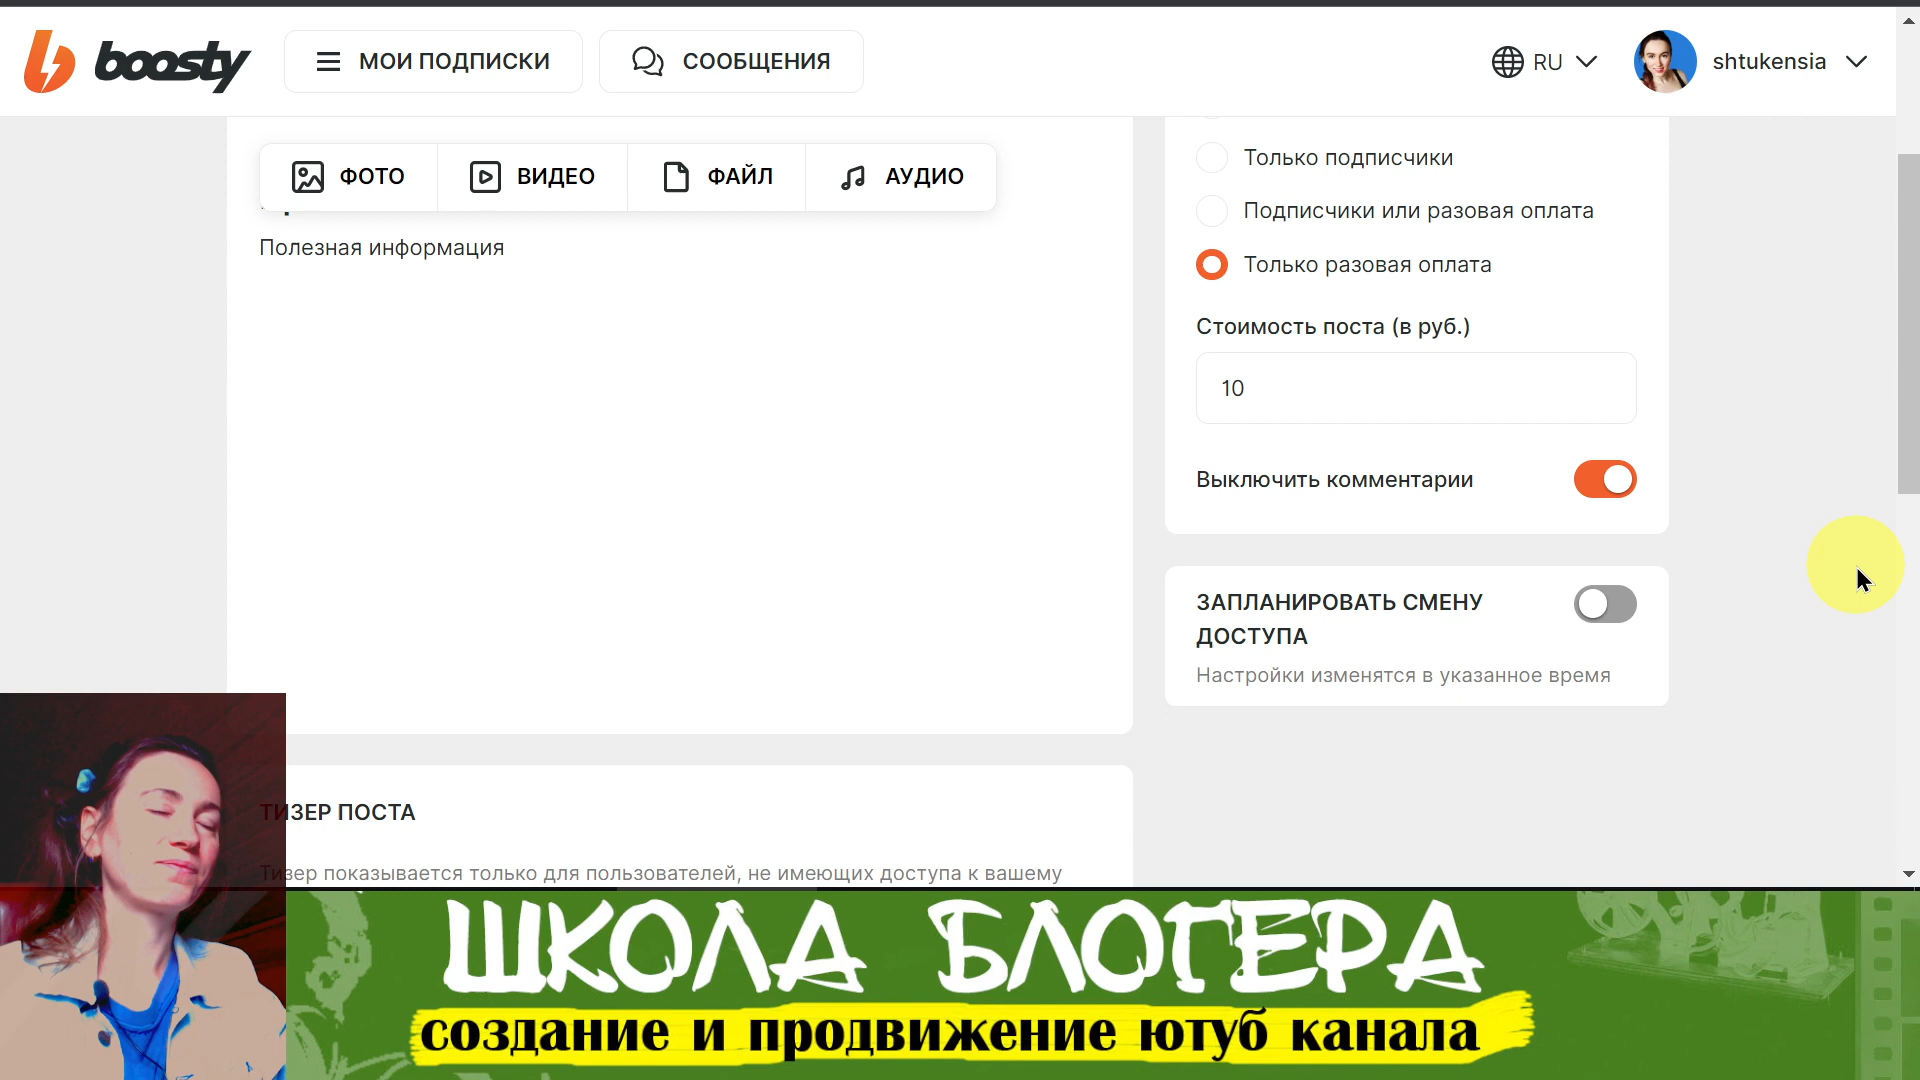 boosty
МОИ ПОДПИСКИ
СООБЩЕНИЯ
RU
shtukensia
ФОТО
ВИДЕО
ФАЙЛ
АУДИО
Полезная информация
Только подписчики
Подписчики или разовая оплата
Только разовая оплата
Стоимость поста (в руб.)
10
Выключить комментарии
ЗАПЛАНИРОВАТЬ СМЕНУ
ДОСТУПА
Настройки изменятся в указанное время
ТИЗЕР ПОСТА
Тизер показывается только для пользователей, не имеющих доступа к вашему
ШКОЛА БЛОГЕРА
создание и продвижение ютуб канала